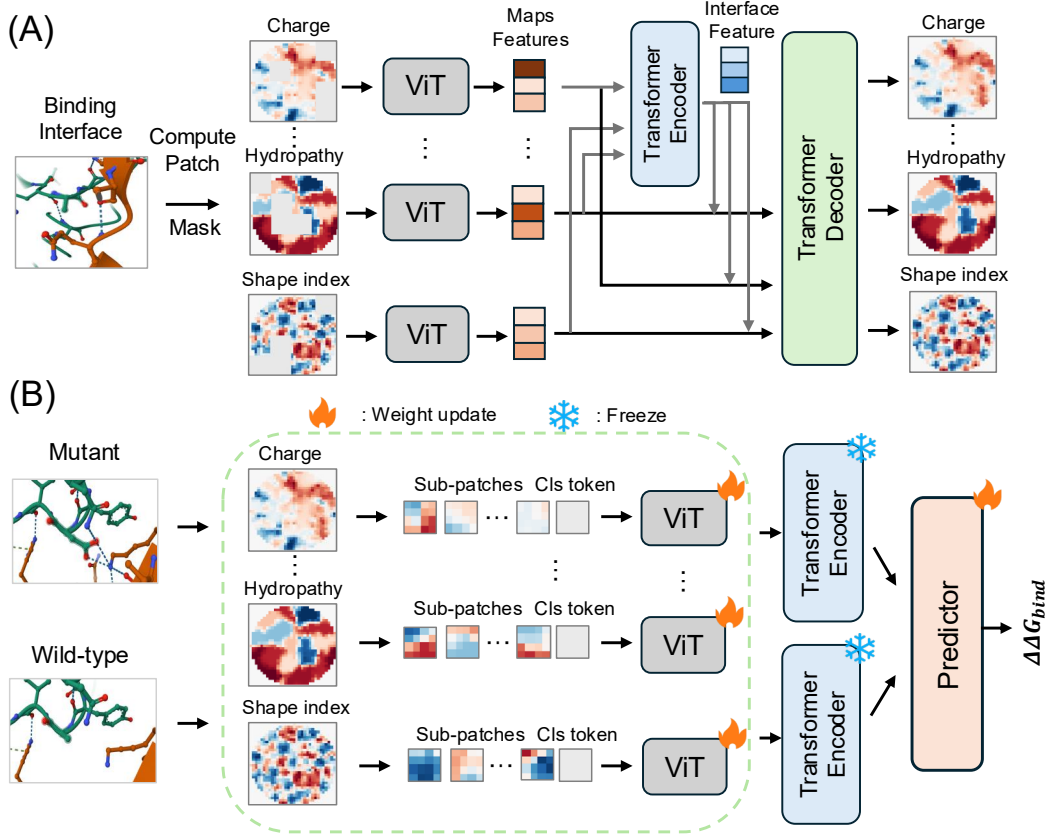 (A)
Binding
Interface
Compute
Patch
Mask
Charge
Hydropathy
Shape index
ViT
ViT
ViT
Maps
Features
Transformer
Encoder
Interface
Feature
Transformer
Decoder
Charge
Hydropathy
Shape index
(B)
: Weight update
: Freeze
Mutant
Wild-type
Charge
Hydropathy
Shape index
Sub-patches Cls token
Sub-patches Cls token
Sub-patches Cls token
ViT
ViT
ViT
Transformer
Encoder
Transformer
Encoder
Predictor
ΔΔG_bind